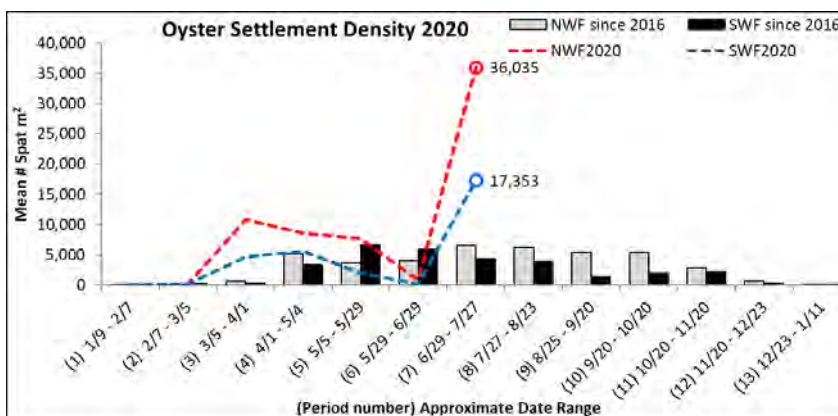 Oyster Settlement Density 2020
NWF since 2016
SWF since 2016
NWF2020
SWF2020
40,000
35,000
30,000
25,000
20,000
15,000
10,000
5,000
0
Mean # Spat m²
36,035
17,353
(1) 1/9 - 2/7
(2) 2/7 - 3/5
(3) 3/5 - 4/1
(4) 4/1 - 5/4
(5) 5/5 - 5/29
(6) 5/29 - 6/29
(7) 6/29 - 7/27
(8) 7/27 - 8/23
(9) 8/25 - 9/20
(10) 9/20 - 10/20
(11) 10/20 - 11/20
(12) 11/20 - 12/23
(13) 12/23 - 1/11
(Period number) Approximate Date Range